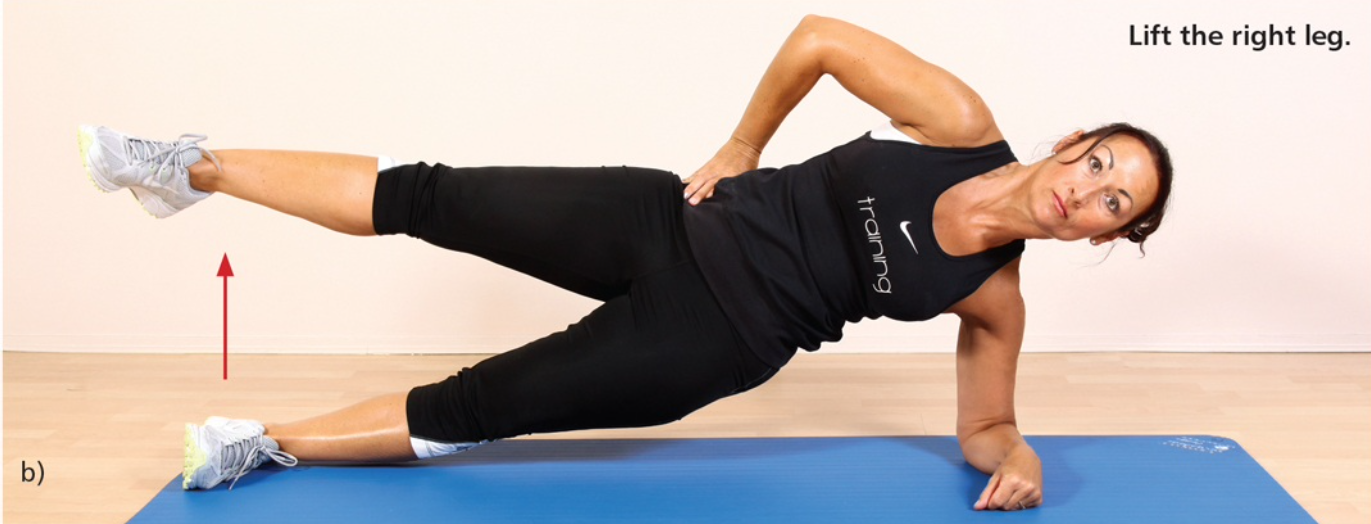 Lift the right leg.
training
b)